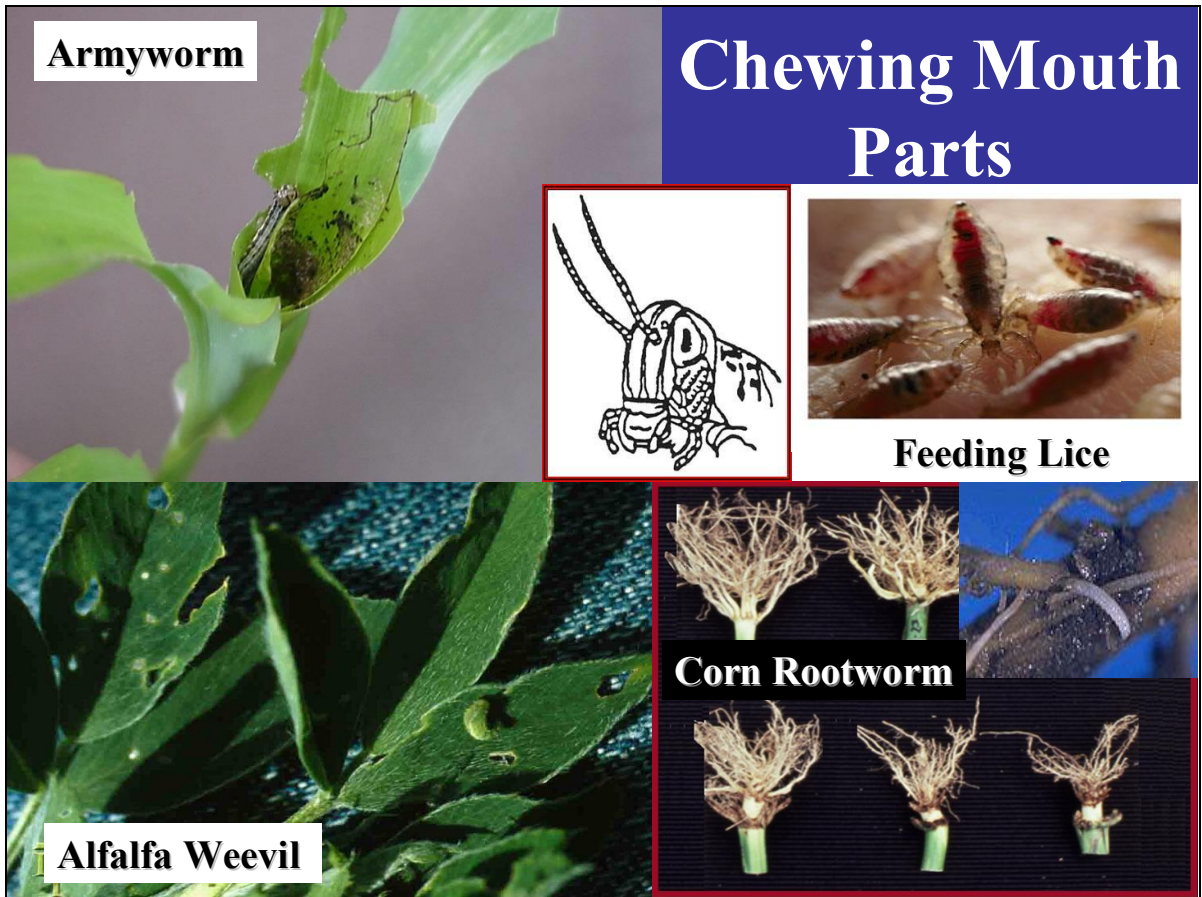 Armyworm
Chewing Mouth
Parts
Feeding Lice
Corn Rootworm
Alfalfa Weevil